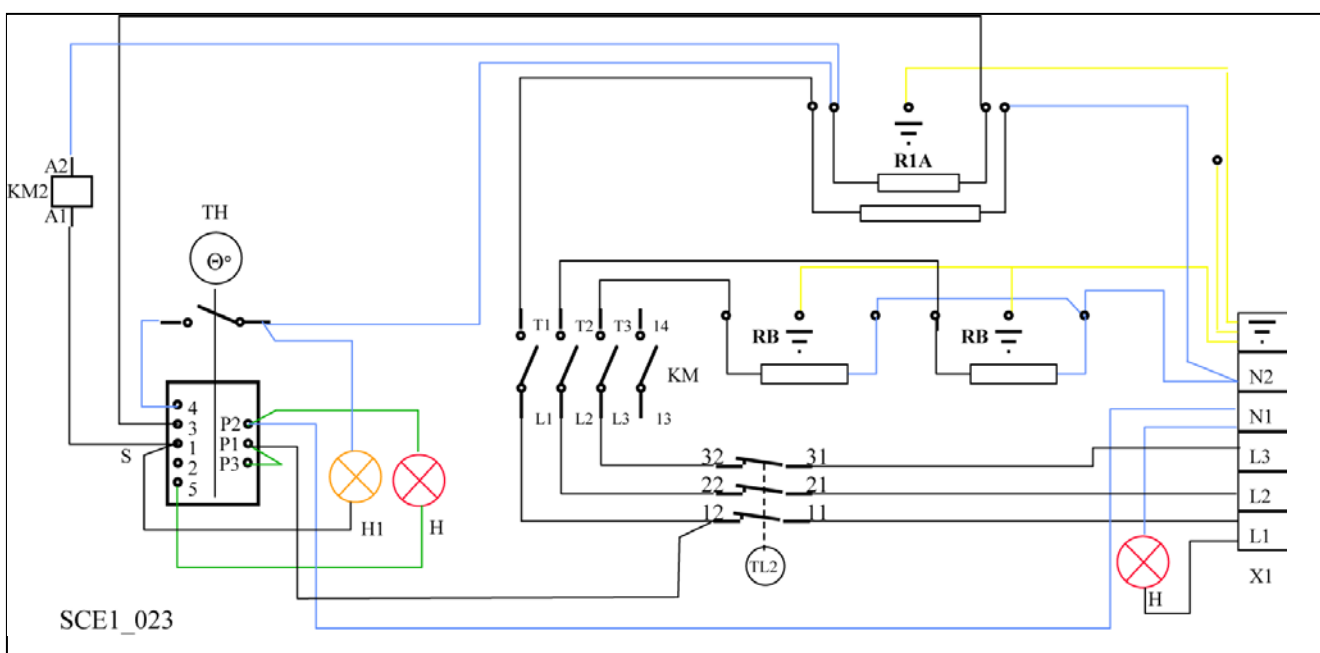 R1A
A2
KM2
A1
TH
Θ°
T1 T2 T3 14
RB RB
KM
L1 L2 L3 13
4
3 P2
1 P1
S
2 P3
5
H1 H
32 31
22 21
12 11
TL2
N2
N1
L3
L2
L1
X1
H
SCE1_023